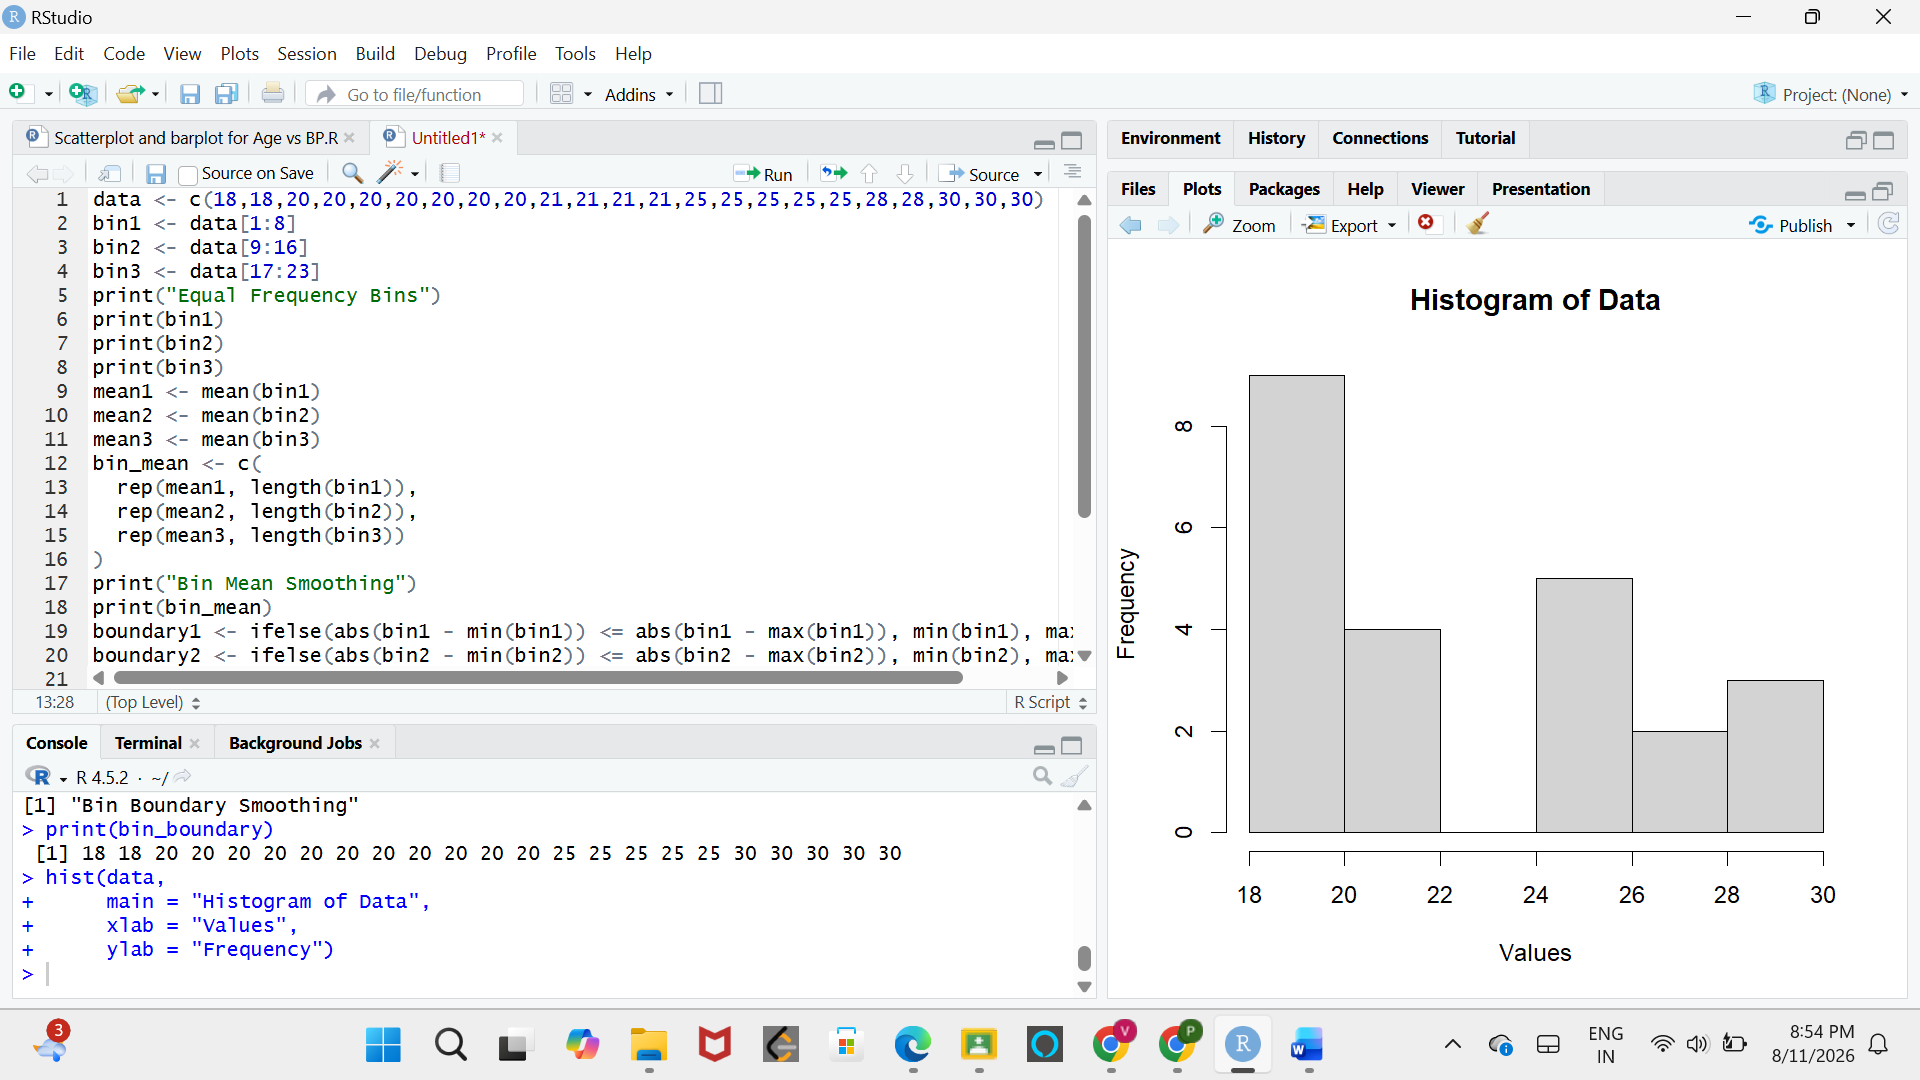 RStudio
File Edit Code View Plots Session Build Debug Profile Tools Help
Go to file/function Addins Project: (None)
Scatterplot and barplot for Age vs BP.R Untitled1*
Source on Save Run Source
1 data <- c(18,18,20,20,20,20,20,20,20,21,21,21,21,25,25,25,25,25,28,28,30,30,30)
2 bin1 <- data[1:8]
3 bin2 <- data[9:16]
4 bin3 <- data[17:23]
5 print("Equal Frequency Bins")
6 print(bin1)
7 print(bin2)
8 print(bin3)
9 mean1 <- mean(bin1)
10 mean2 <- mean(bin2)
11 mean3 <- mean(bin3)
12 bin_mean <- c(
13 rep(mean1, length(bin1)),
14 rep(mean2, length(bin2)),
15 rep(mean3, length(bin3))
16 )
17 print("Bin Mean Smoothing")
18 print(bin_mean)
19 boundary1 <- ifelse(abs(bin1 - min(bin1)) <= abs(bin1 - max(bin1)), min(bin1), ma
20 boundary2 <- ifelse(abs(bin2 - min(bin2)) <= abs(bin2 - max(bin2)), min(bin2), ma
21
13:28 (Top Level) R Script
Console Terminal Background Jobs
R R 4.5.2 · ~/
[1] "Bin Boundary Smoothing"
> print(bin_boundary)
[1] 18 18 20 20 20 20 20 20 20 20 20 20 20 25 25 25 25 25 30 30 30 30 30
> hist(data,
+ main = "Histogram of Data",
+ xlab = "Values",
+ ylab = "Frequency")
>
Environment History Connections Tutorial
Files Plots Packages Help Viewer Presentation
Zoom Export Publish
Histogram of Data
Frequency
8
6
4
2
0
18 20 22 24 26 28 30
Values
3
V
P
R
W
ENG
IN
8:54 PM
8/11/2026